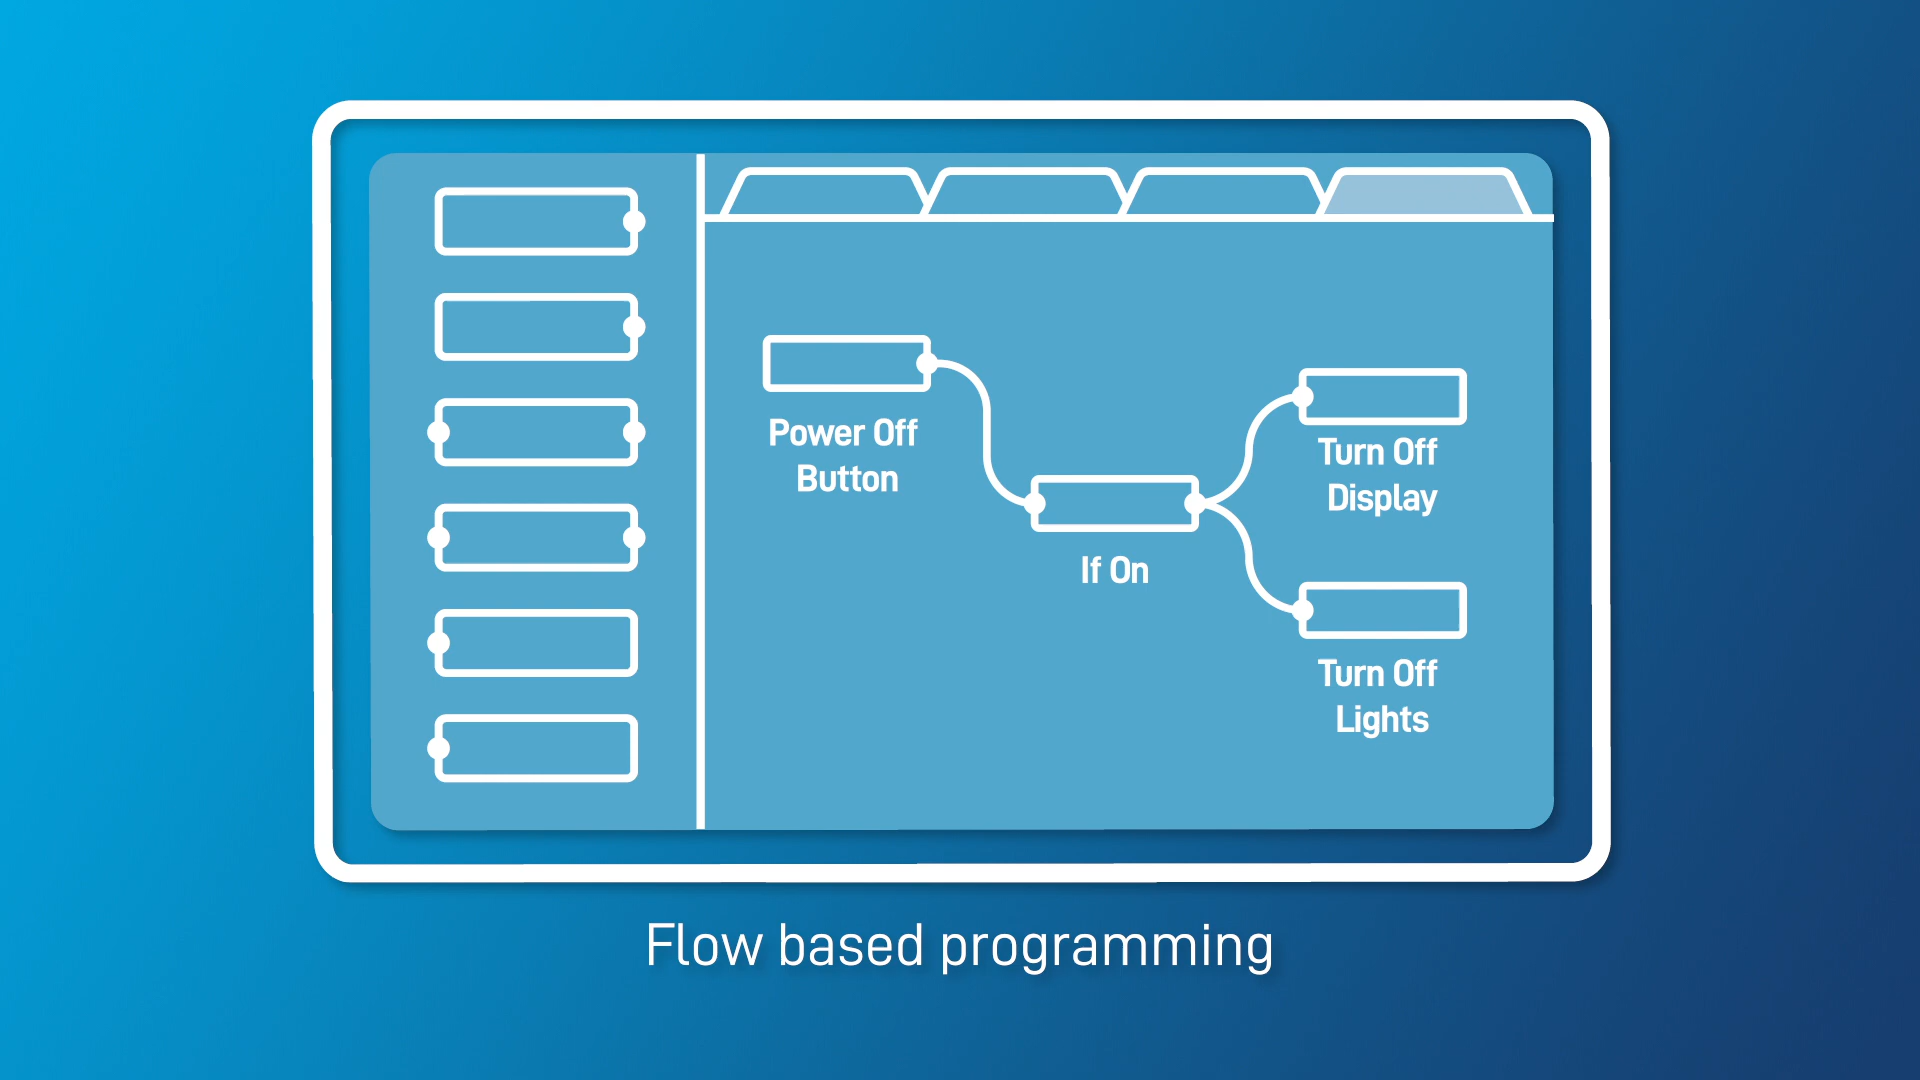 Power Off
Button
If On
Turn Off
Display
Turn Off
Lights
Flow based programming